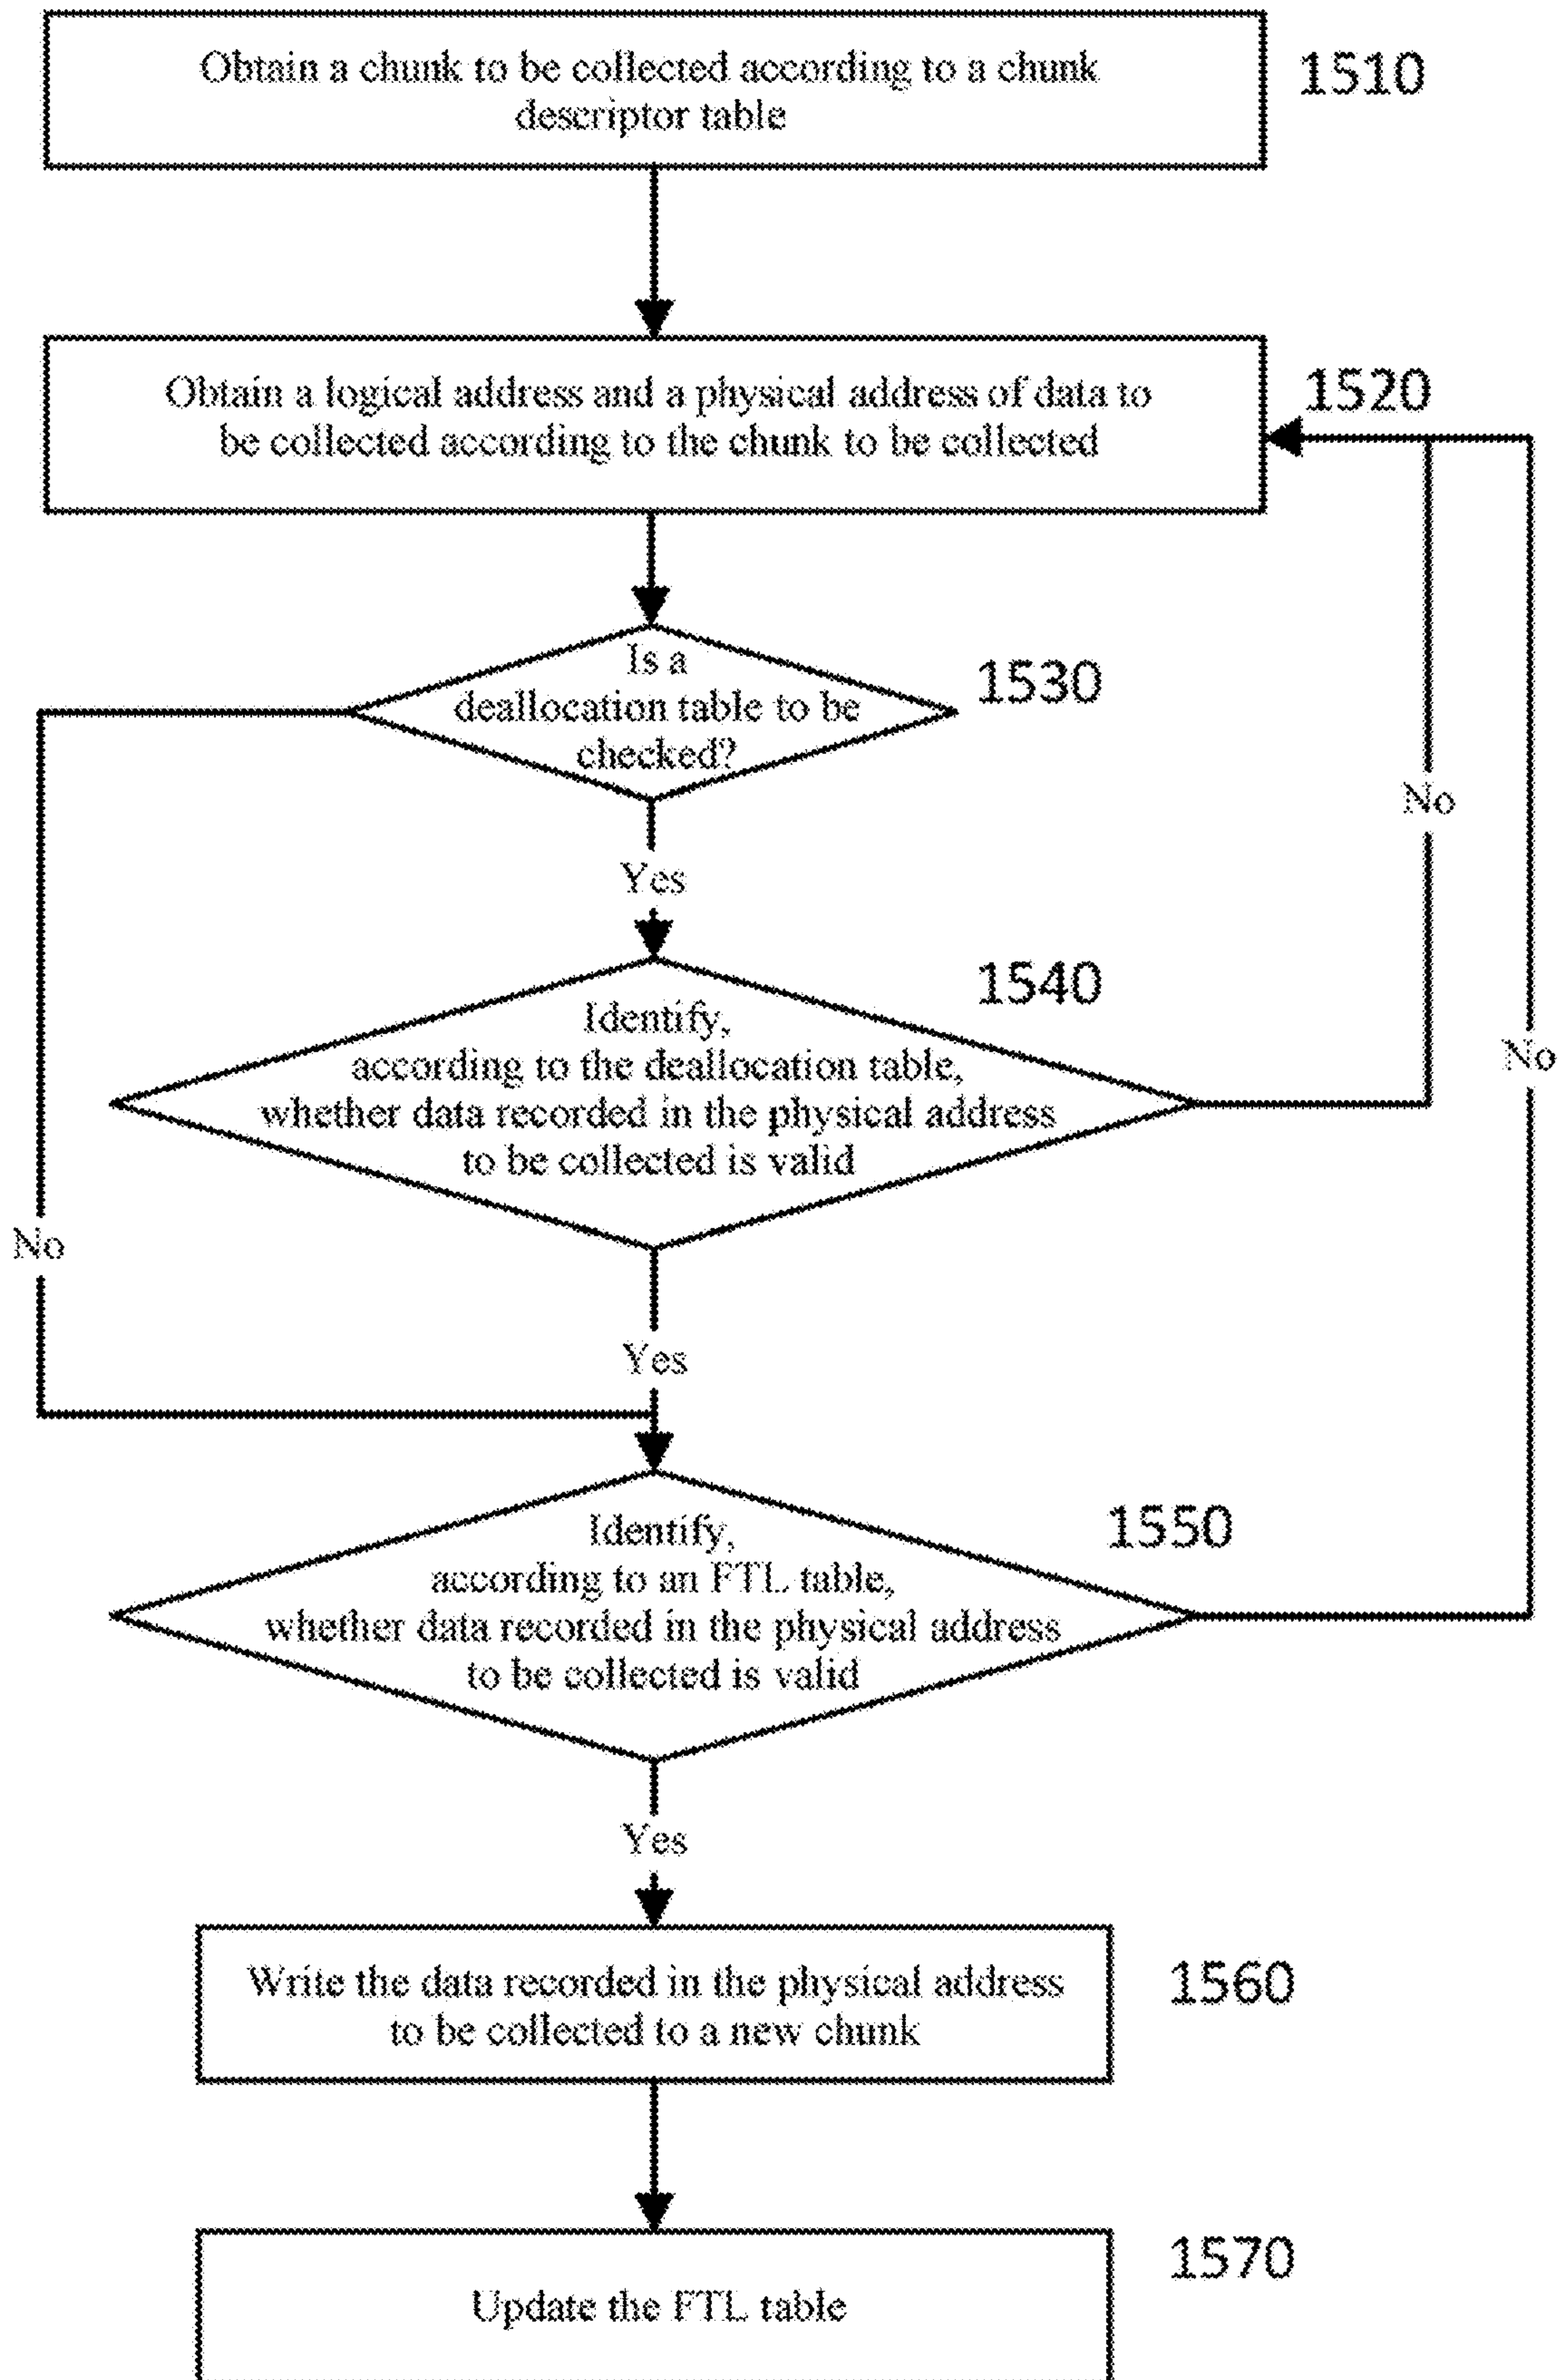 Obtain a chunk to be collected according to a chunk
descriptor table
1510
Obtain a logical address and a physical address of data to
be collected according to the chunk to be collected
1520
Is a
deallocation table to be
checked?
1530
No
Yes
Identify,
according to the deallocation table,
whether data recorded in the physical address
to be collected is valid
1540
No
No
Yes
No
Identify,
according to an FTL table,
whether data recorded in the physical address
to be collected is valid
1550
Yes
Write the data recorded in the physical address
to be collected to a new chunk
1560
Update the FTL table
1570